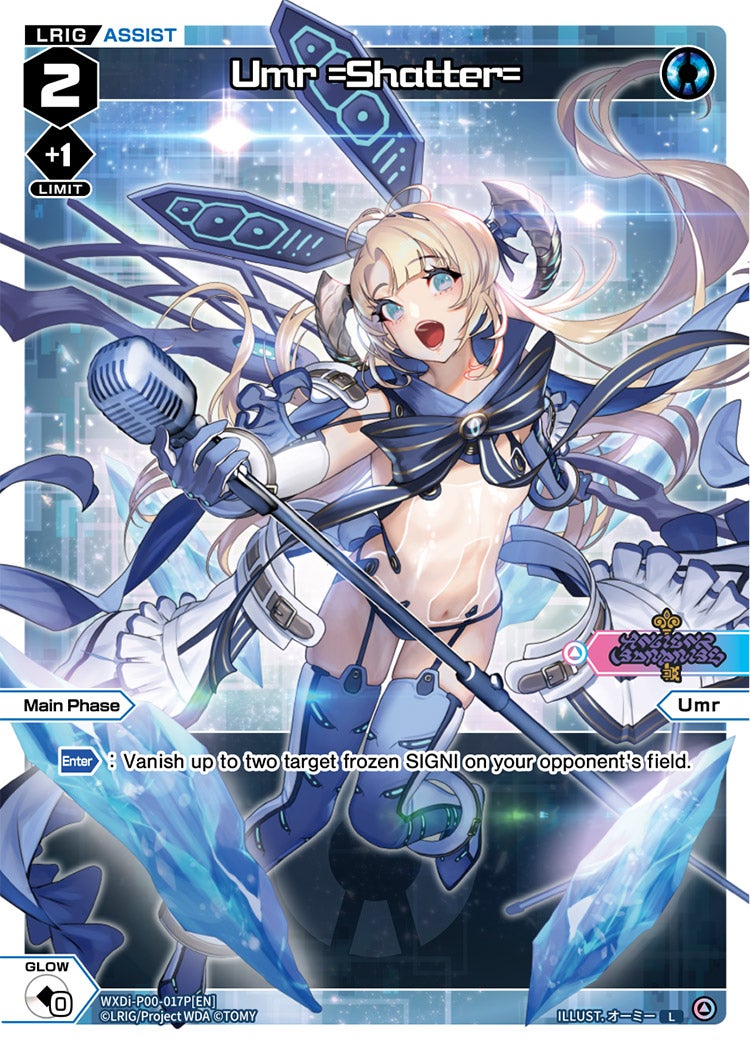 LRIG ASSIST
2
Umr =Shatter=
+1
LIMIT
Main Phase
Umr
Enter : Vanish up to two target frozen SIGNI on your opponent's field.
GLOW
0
WXDi-P00-017P[EN]
©LRIG/Project WDA ©TOMY
ILLUST. オーミー L